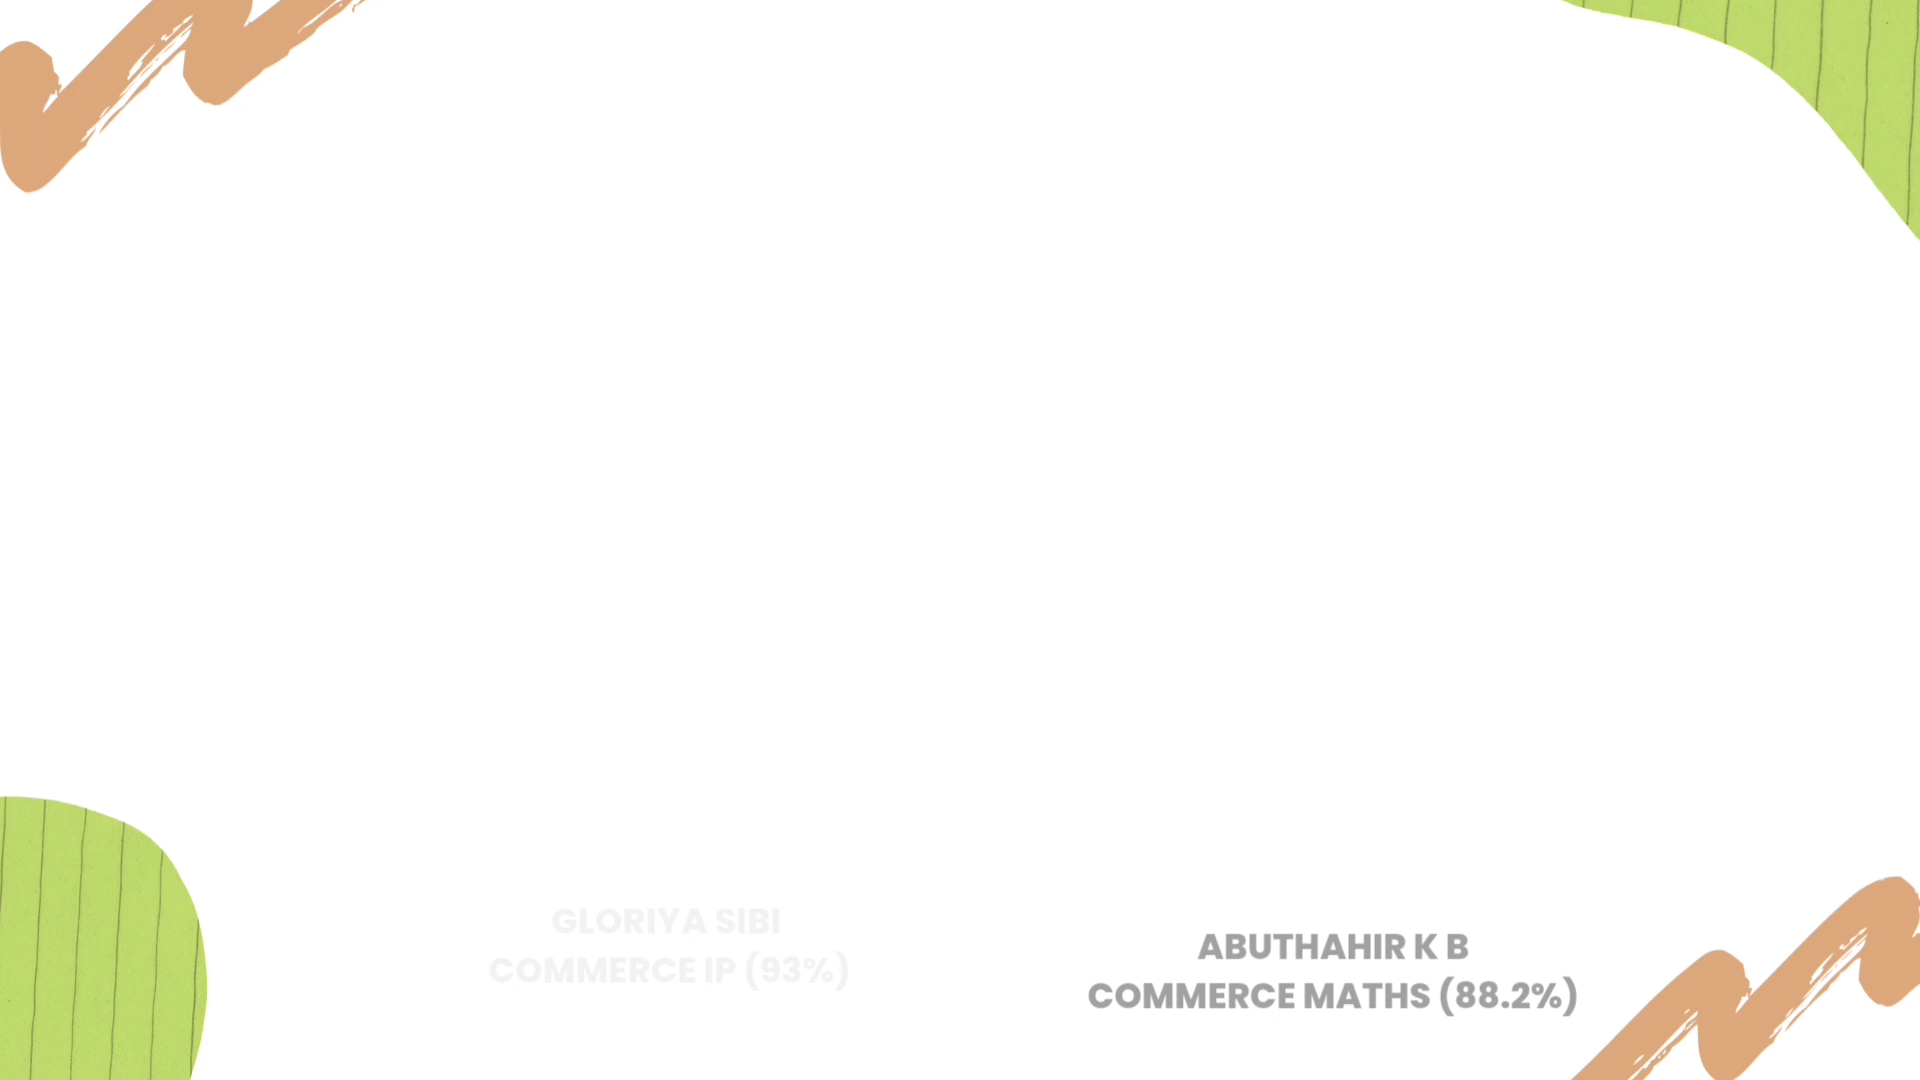 GLORIYA SIBI
COMMERCE IP (93%)
ABUTHAHIR K B
COMMERCE MATHS (88.2%)